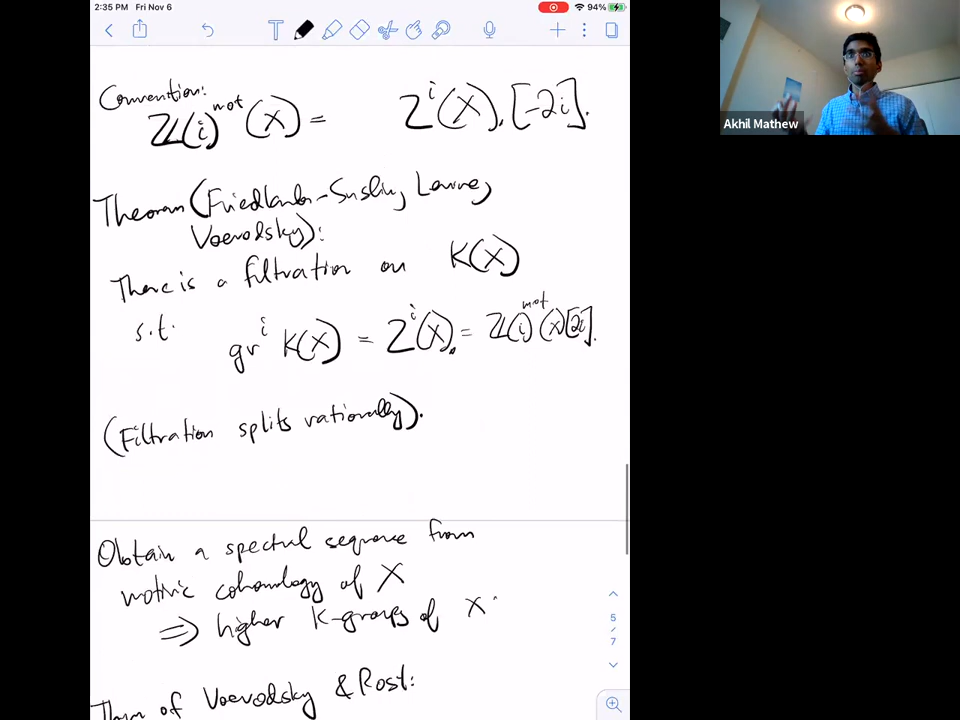 2:35 PM Fri Nov 6
94%
Convention:
ℤ(i)^mot (X) = Z^i(X). [-2i].
Theorem (Friedlander-Suslin, Levine,
Voevodsky):
There is a filtration on K(X)
s.t. gr^i K(X) = Z^i(X). = ℤ(i)^mot (X)[2i].
(Filtration splits rationally).
Obtain a spectral sequence from
motivic cohomology of X
⇒ higher K-groups of X.
Thm of Voevodsky & Rost:
5
/
7
Akhil Mathew